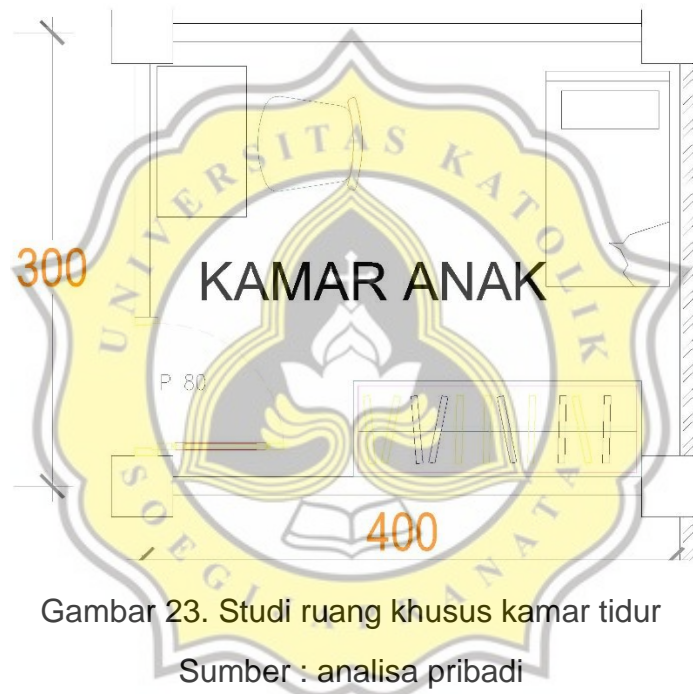 UNIVERSITAS KATOLIK
300
KAMAR ANAK
P 80
400
SOEGIJAPRANATA
Gambar 23. Studi ruang khusus kamar tidur
Sumber : analisa pribadi